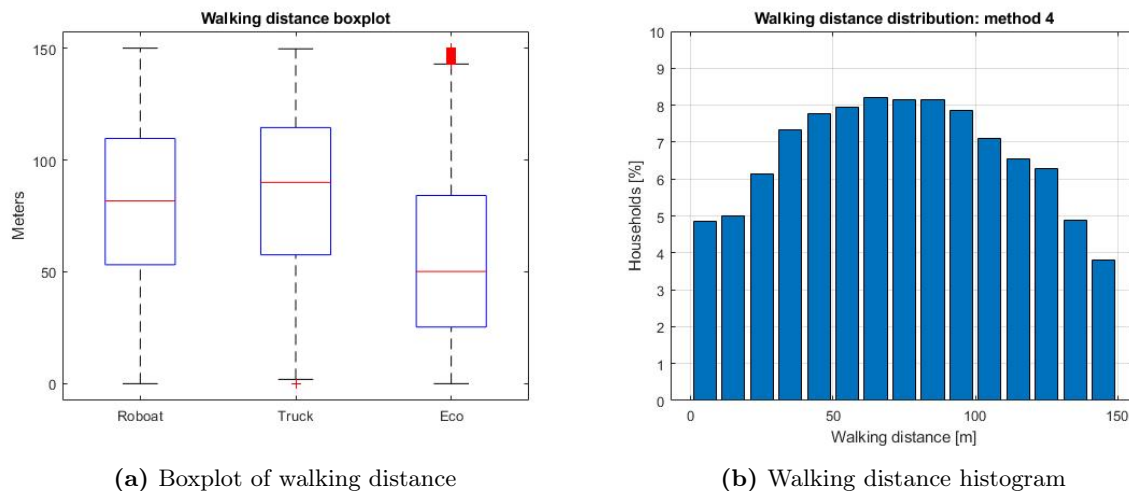 Walking distance boxplot
150
100
50
0
Meters
Roboat
Truck
Eco
(a) Boxplot of walking distance
Walking distance distribution: method 4
10
9
8
7
6
5
4
3
2
1
0
Households [%]
0
50
100
150
Walking distance [m]
(b) Walking distance histogram